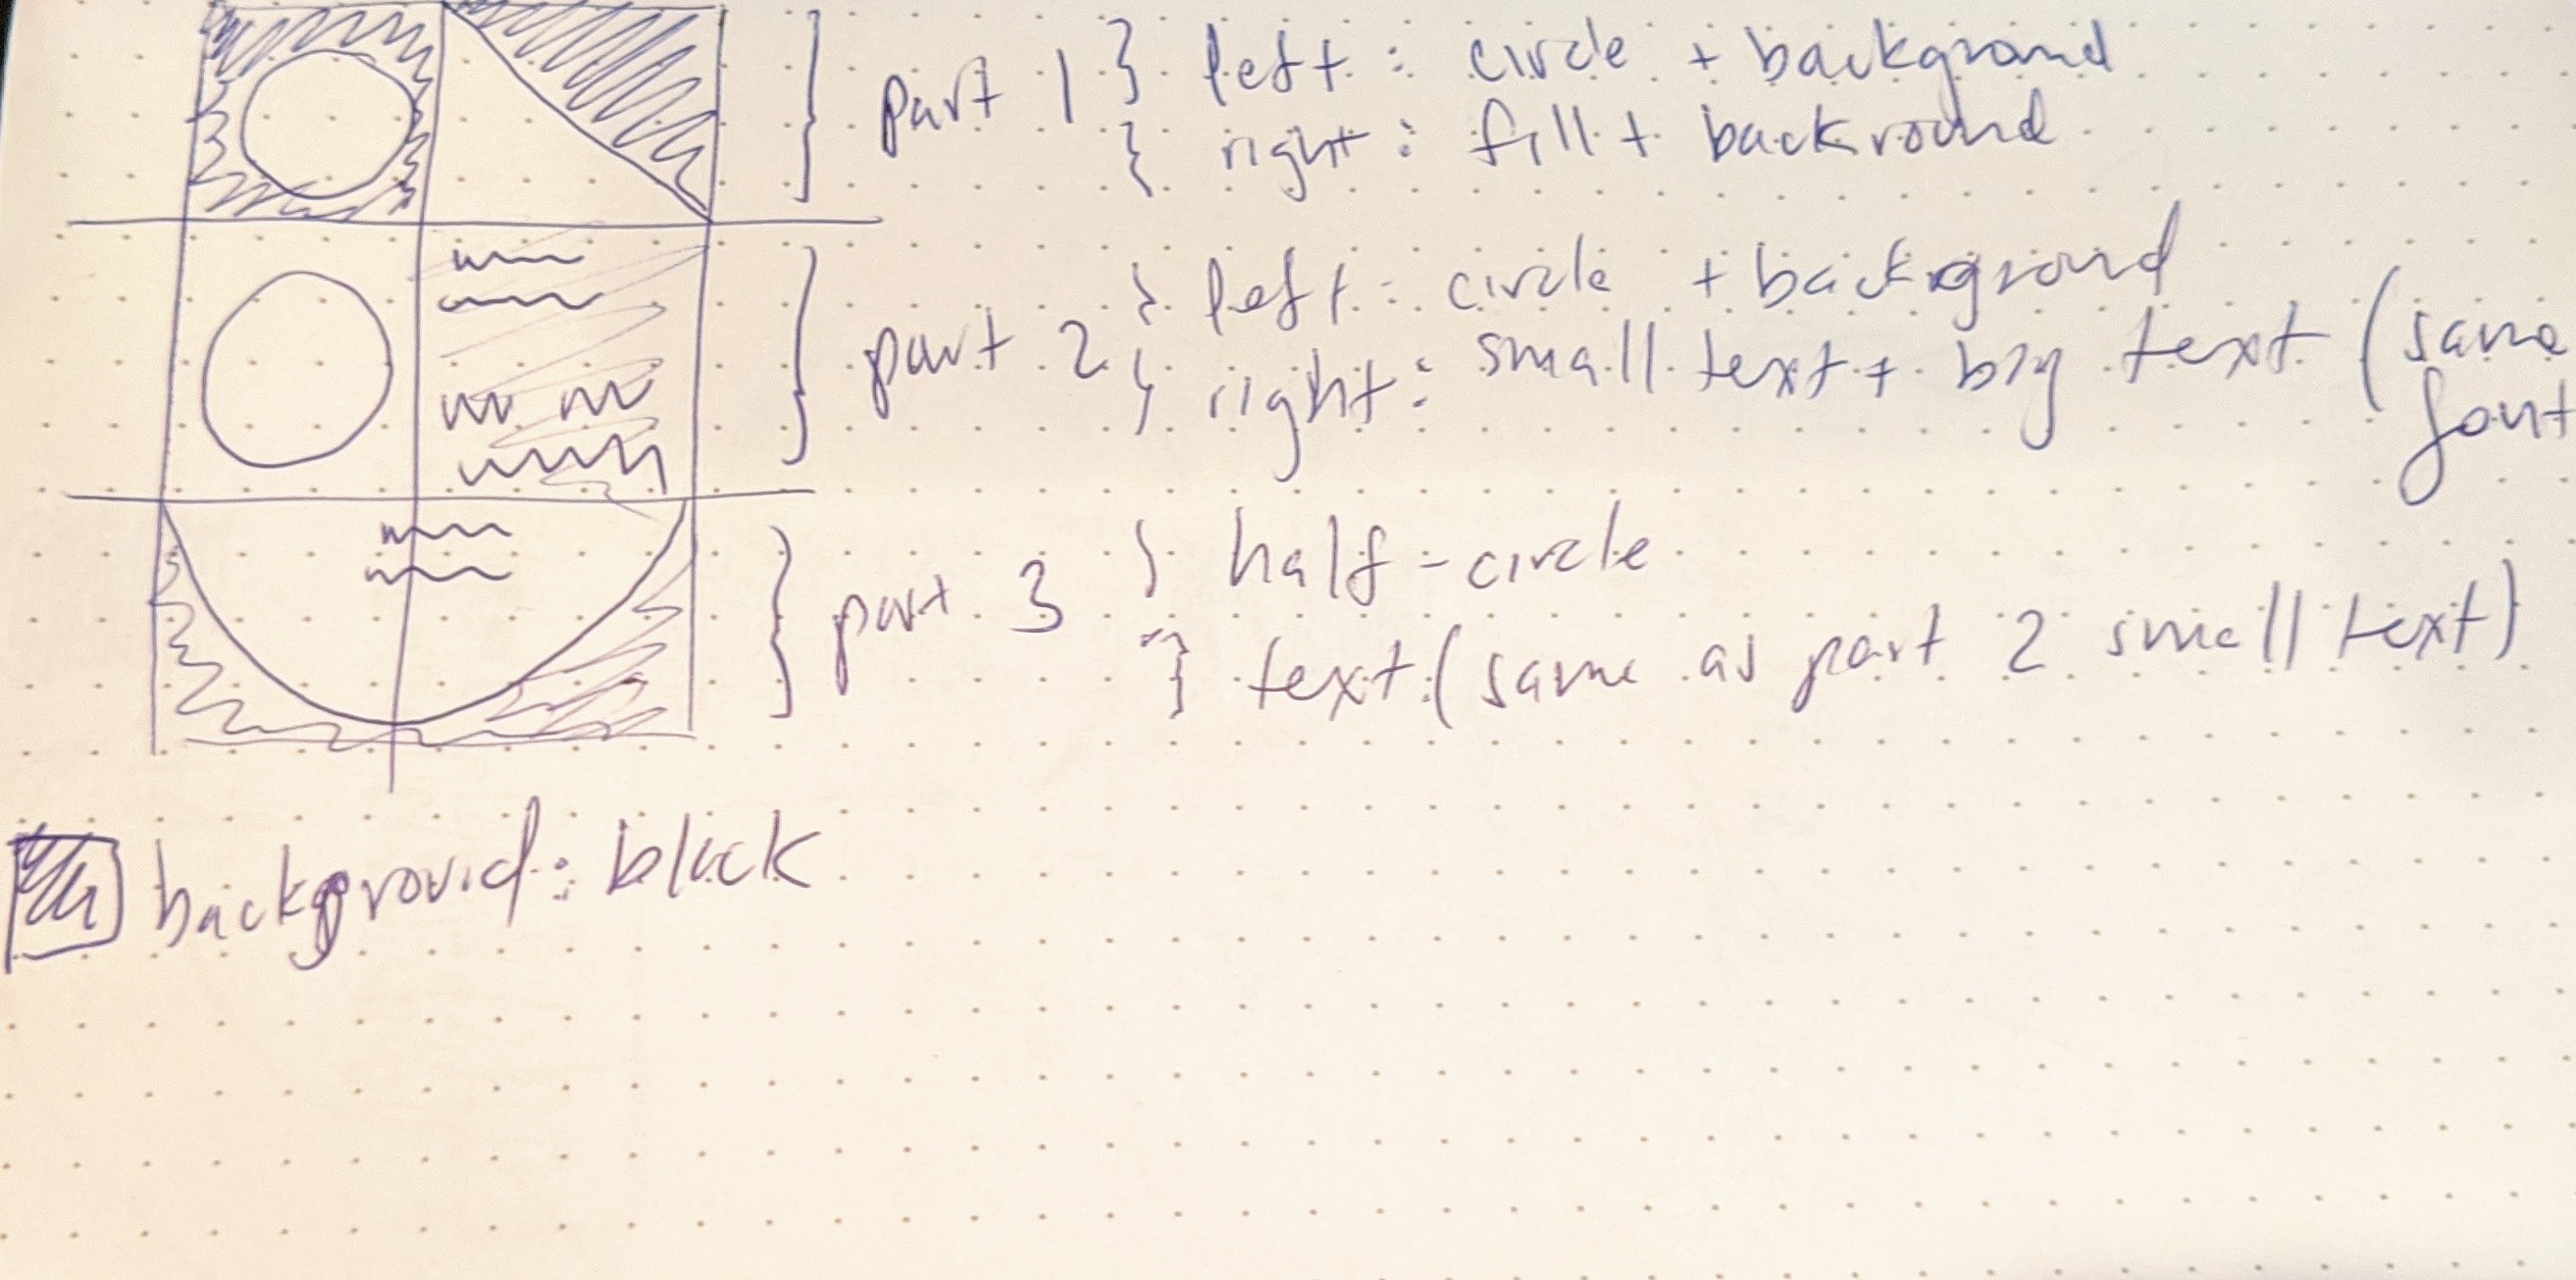 part 1
left: circle + background
right: fill + backround
part 2
left: circle + background
right: small text + big text (same
font
part 3
half-circle
text (same as part 2 small text)
background: black